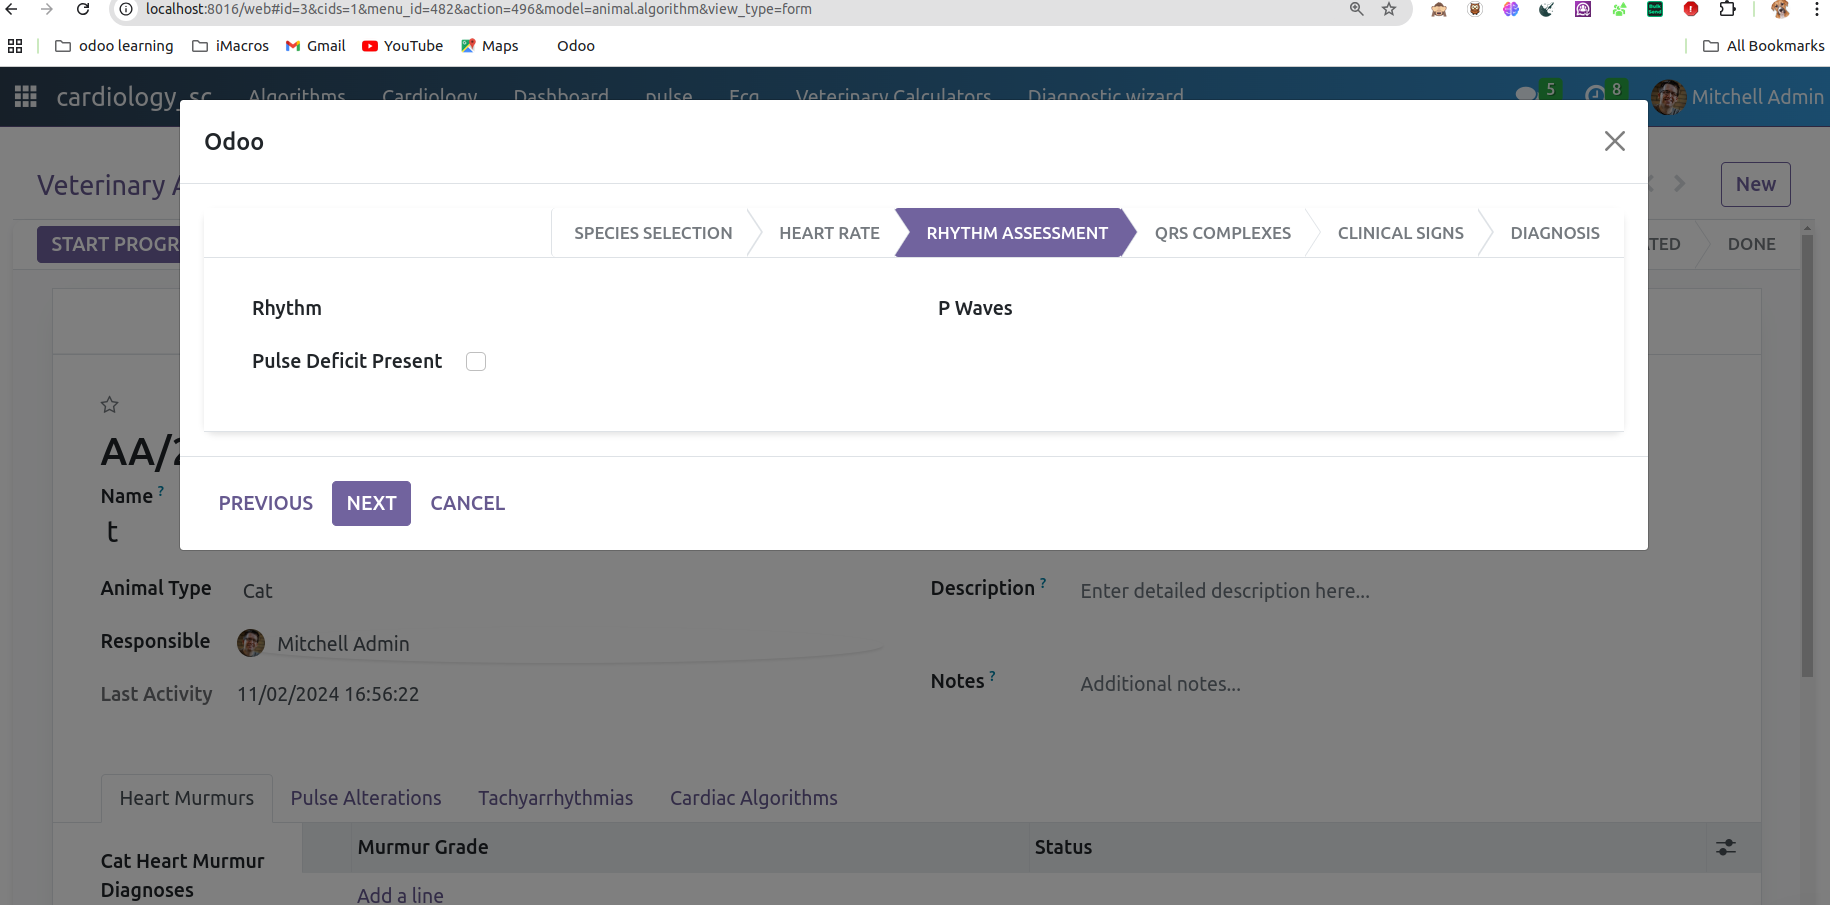 localhost:8016/web#id=3&cids=1&menu_id=482&action=496&model=animal.algorithm&view_type=form
odoo learning iMacros Gmail YouTube Maps Odoo All Bookmarks
cardiology_sc Algorithms Cardiology Dashboard pulse Ecg Veterinary Calculators Diagnostic wizard 5 8 Mitchell Admin
Odoo
Veterinary A New
START PROGR SPECIES SELECTION HEART RATE RHYTHM ASSESSMENT QRS COMPLEXES CLINICAL SIGNS DIAGNOSIS TED DONE
Rhythm P Waves
Pulse Deficit Present
AA/2
Name ?
PREVIOUS NEXT CANCEL
t
Animal Type Cat Description ? Enter detailed description here...
Responsible Mitchell Admin
Last Activity 11/02/2024 16:56:22 Notes ? Additional notes...
Heart Murmurs Pulse Alterations Tachyarrhythmias Cardiac Algorithms
Murmur Grade Status
Cat Heart Murmur
Diagnoses
Add a line